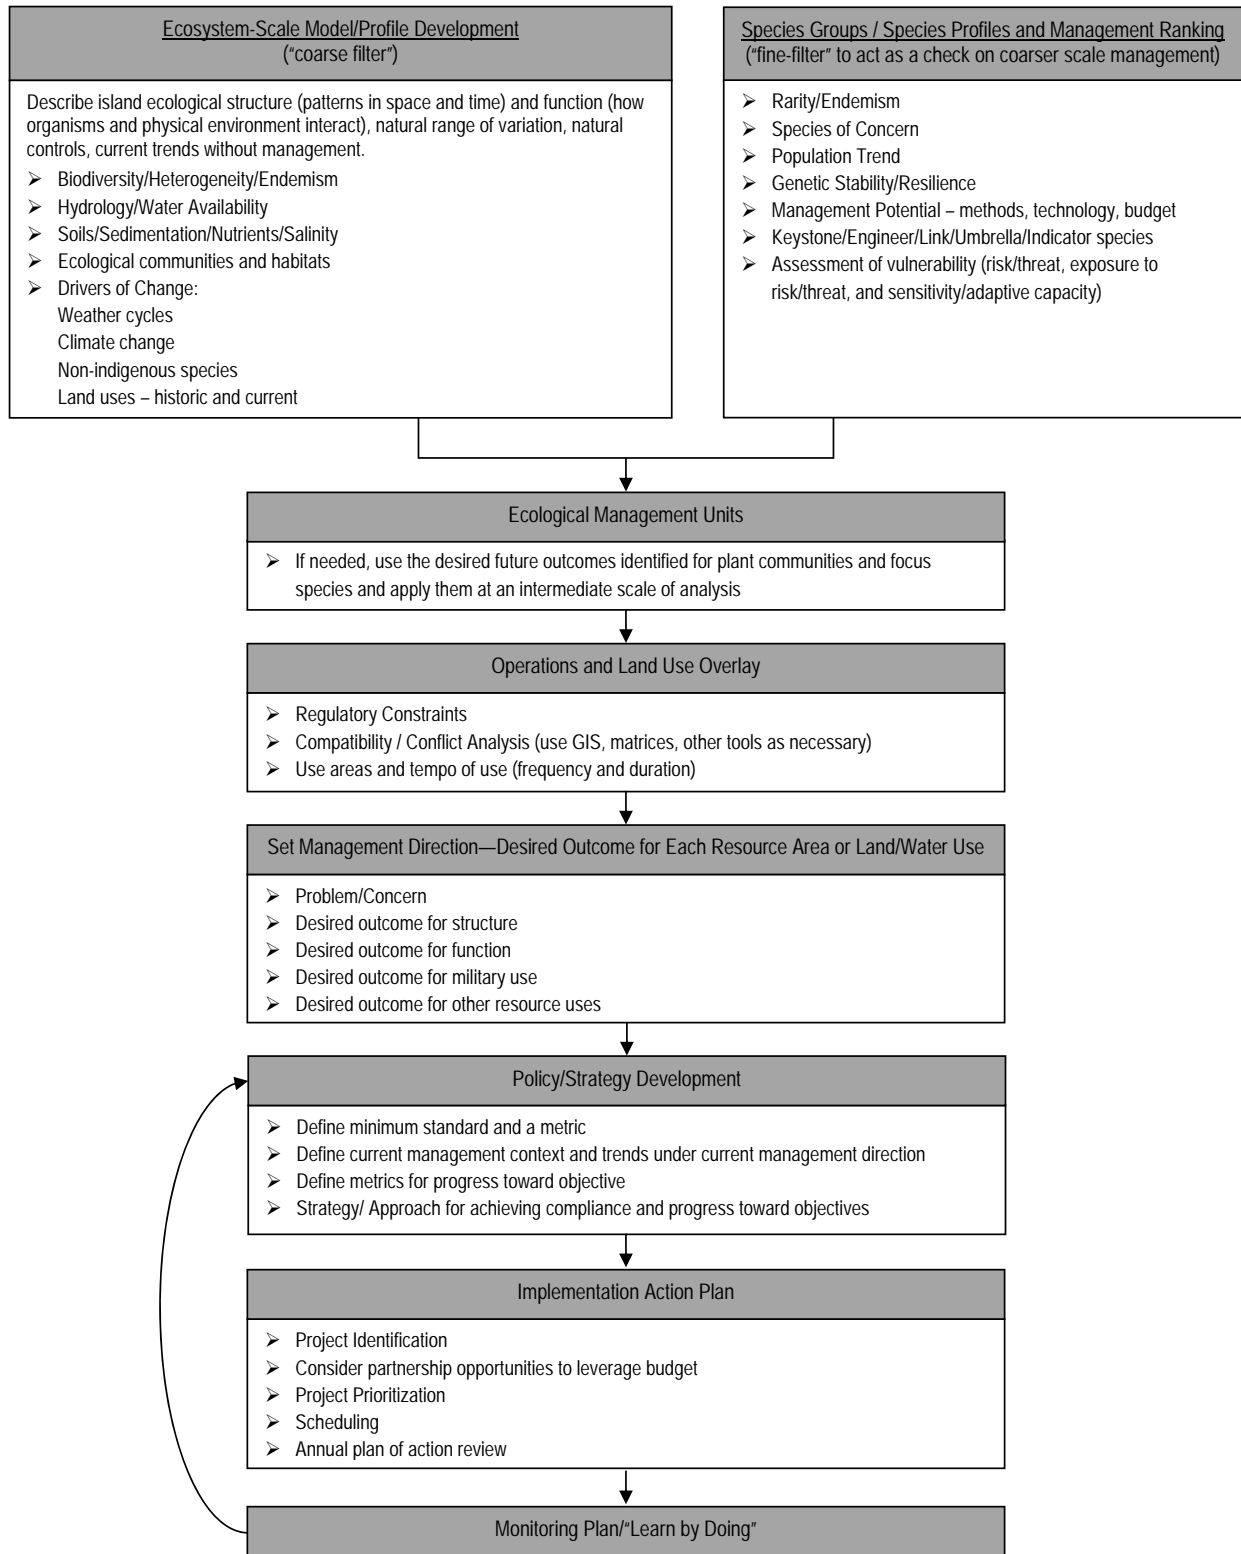 Ecosystem-Scale Model/Profile Development
("coarse filter")
Describe island ecological structure (patterns in space and time) and function (how
organisms and physical environment interact), natural range of variation, natural
controls, current trends without management.
➢ Biodiversity/Heterogeneity/Endemism
➢ Hydrology/Water Availability
➢ Soils/Sedimentation/Nutrients/Salinity
➢ Ecological communities and habitats
➢ Drivers of Change:
Weather cycles
Climate change
Non-indigenous species
Land uses – historic and current
Species Groups / Species Profiles and Management Ranking
("fine-filter" to act as a check on coarser scale management)
➢ Rarity/Endemism
➢ Species of Concern
➢ Population Trend
➢ Genetic Stability/Resilience
➢ Management Potential – methods, technology, budget
➢ Keystone/Engineer/Link/Umbrella/Indicator species
➢ Assessment of vulnerability (risk/threat, exposure to
risk/threat, and sensitivity/adaptive capacity)
Ecological Management Units
➢ If needed, use the desired future outcomes identified for plant communities and focus
species and apply them at an intermediate scale of analysis
Operations and Land Use Overlay
➢ Regulatory Constraints
➢ Compatibility / Conflict Analysis (use GIS, matrices, other tools as necessary)
➢ Use areas and tempo of use (frequency and duration)
Set Management Direction—Desired Outcome for Each Resource Area or Land/Water Use
➢ Problem/Concern
➢ Desired outcome for structure
➢ Desired outcome for function
➢ Desired outcome for military use
➢ Desired outcome for other resource uses
Policy/Strategy Development
➢ Define minimum standard and a metric
➢ Define current management context and trends under current management direction
➢ Define metrics for progress toward objective
➢ Strategy/ Approach for achieving compliance and progress toward objectives
Implementation Action Plan
➢ Project Identification
➢ Consider partnership opportunities to leverage budget
➢ Project Prioritization
➢ Scheduling
➢ Annual plan of action review
Monitoring Plan/"Learn by Doing"